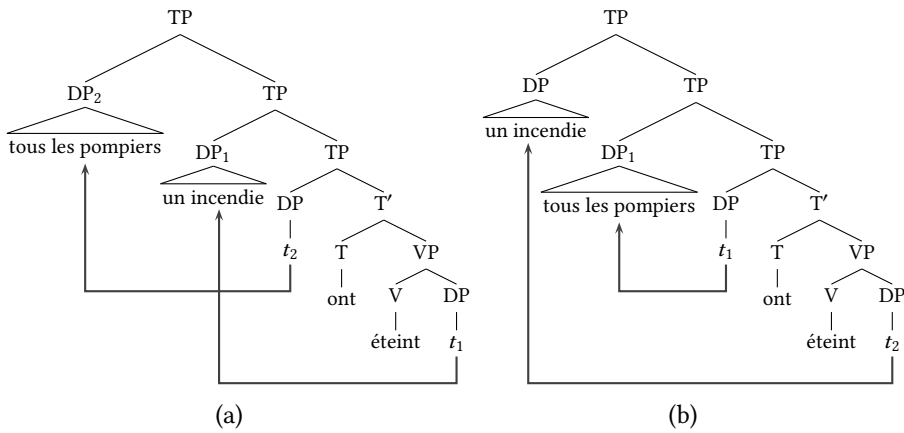 TP
DP₂ TP
tous les pompiers
DP₁ TP
un incendie
DP T′
t₂ T VP
ont V DP
éteint t₁
(a)
TP
DP TP
un incendie
DP₁ TP
tous les pompiers
DP T′
t₁ T VP
ont V DP
éteint t₂
(b)